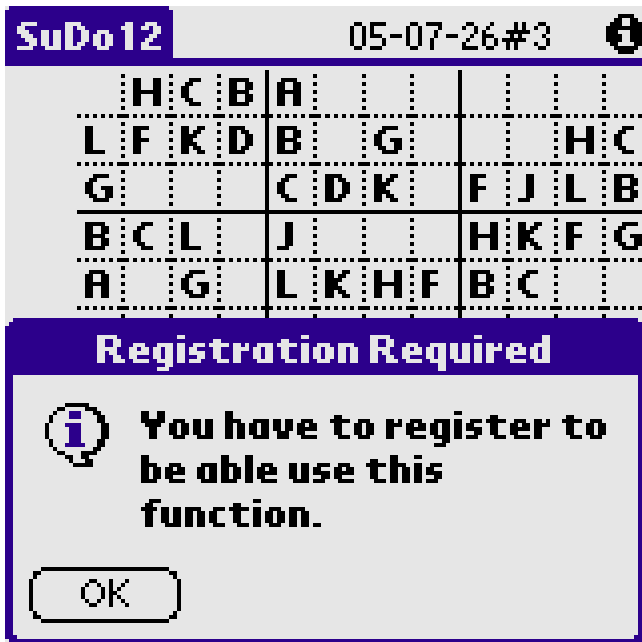 SuDo12 05-07-26#3
H C B A
L F K D B G H C
G C D K F J L B
B C L J H K F G
A G L K H F B C
Registration Required
You have to register to
be able use this
function.
OK